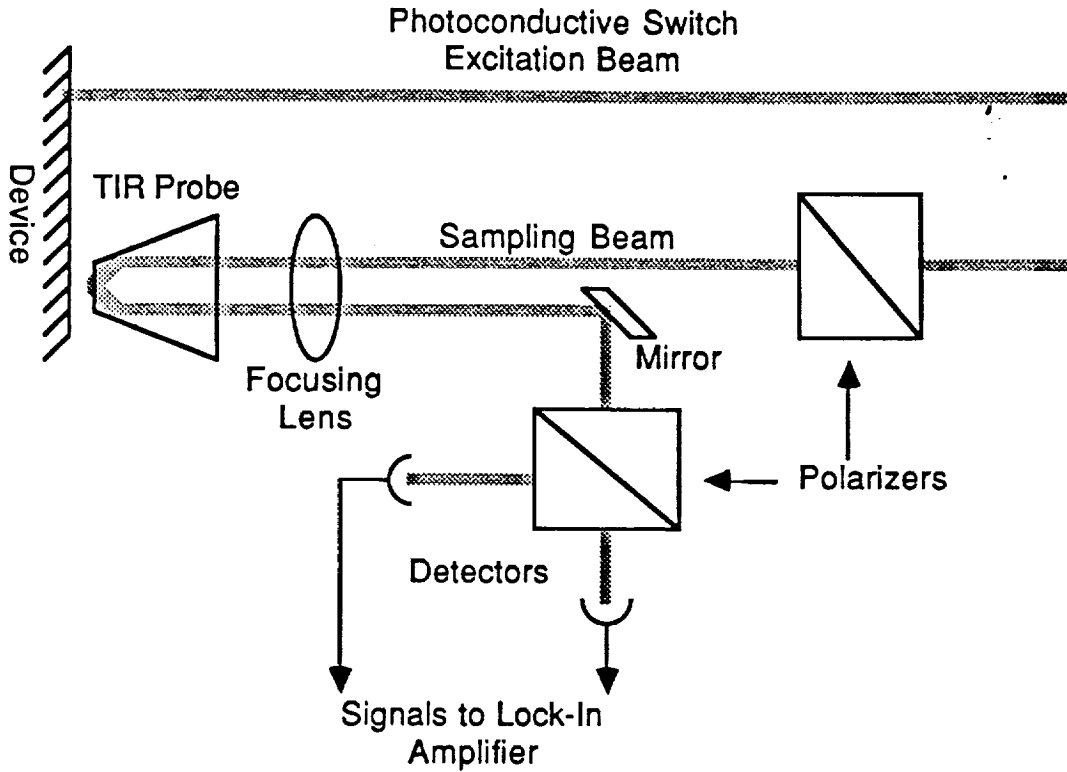 Photoconductive Switch
Excitation Beam
Device
TIR Probe
Sampling Beam
Mirror
Focusing
Lens
Polarizers
Detectors
Signals to Lock-In
Amplifier